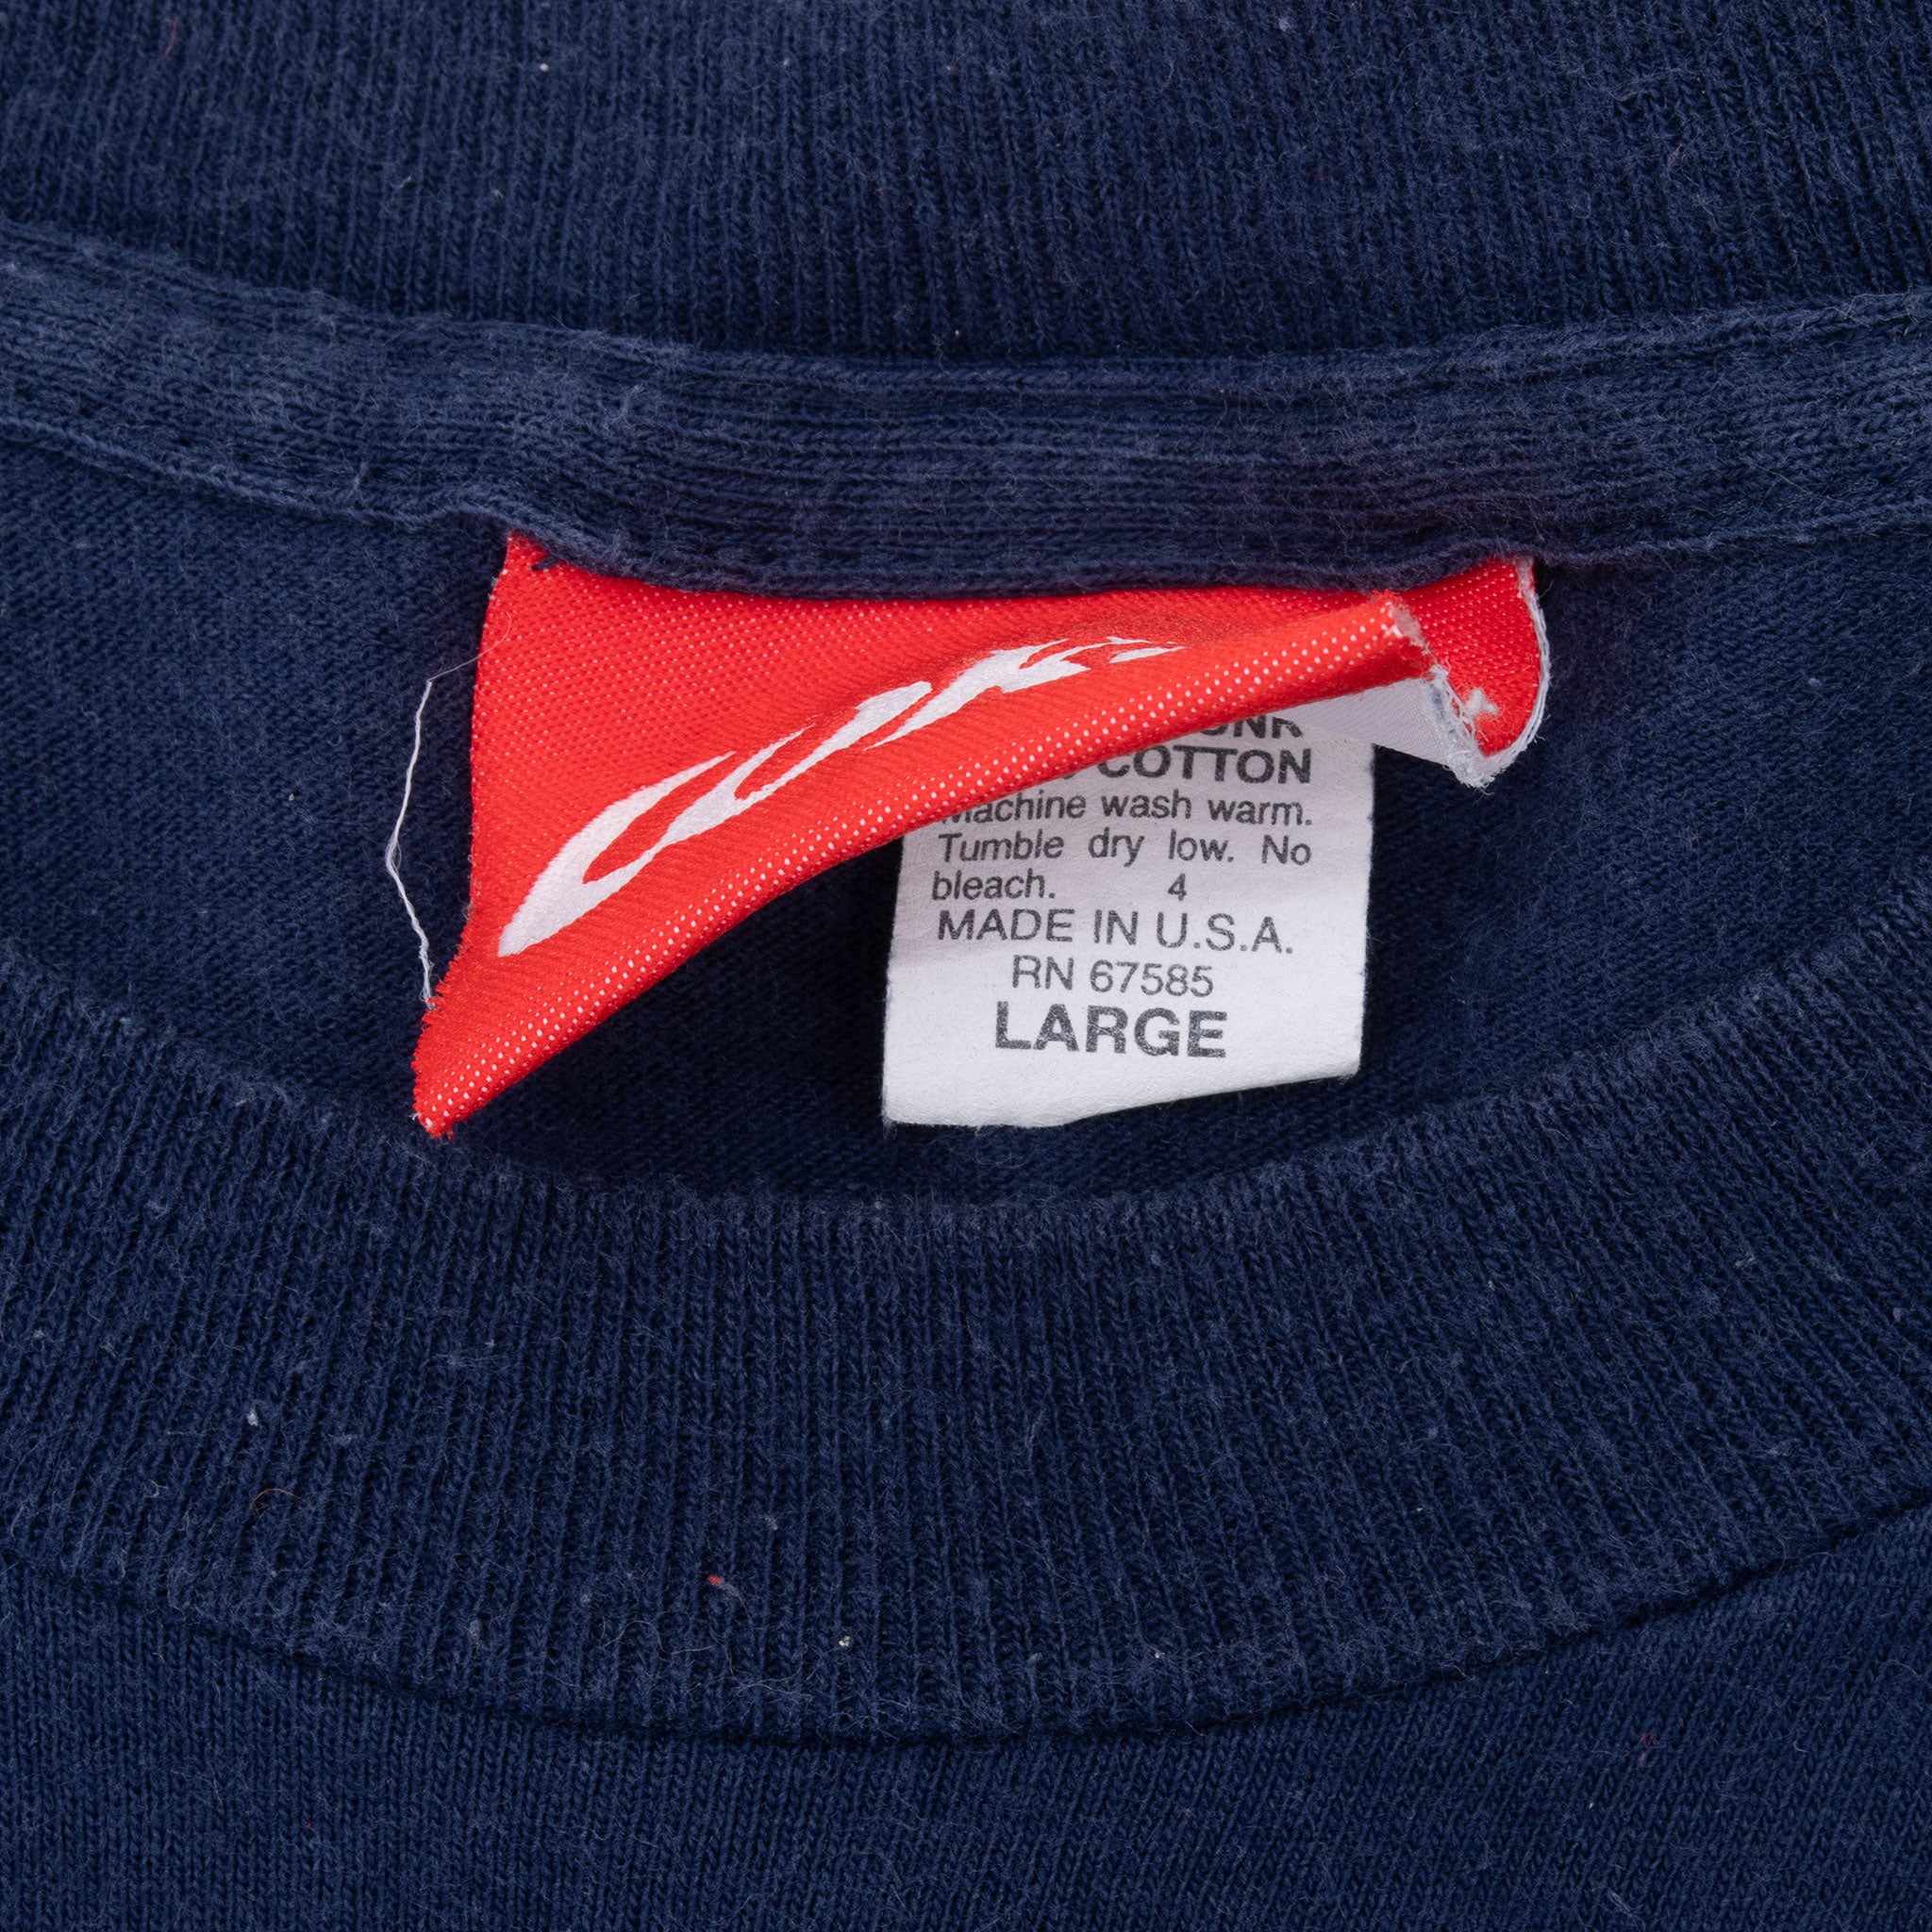 COTTON
Machine wash warm.
Tumble dry low. No
bleach. 4
MADE IN U.S.A.
RN 67585
LARGE